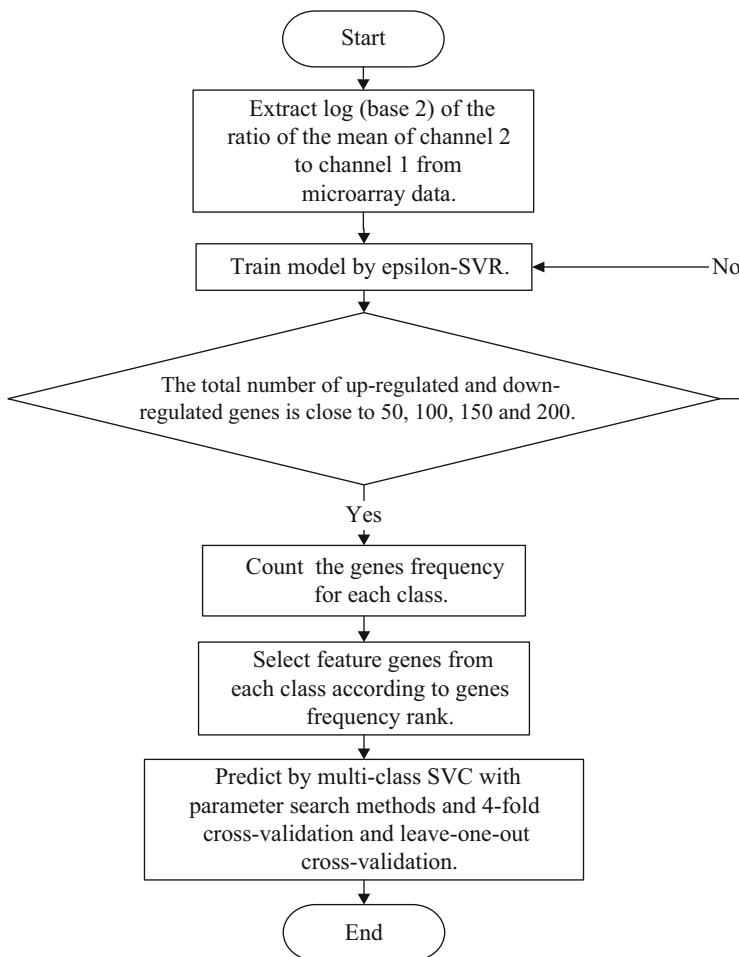 Start
Extract log (base 2) of the
ratio of the mean of channel 2
to channel 1 from
microarray data.
Train model by epsilon-SVR.
No
The total number of up-regulated and down-
regulated genes is close to 50, 100, 150 and 200.
Yes
Count the genes frequency
for each class.
Select feature genes from
each class according to genes
frequency rank.
Predict by multi-class SVC with
parameter search methods and 4-fold
cross-validation and leave-one-out
cross-validation.
End